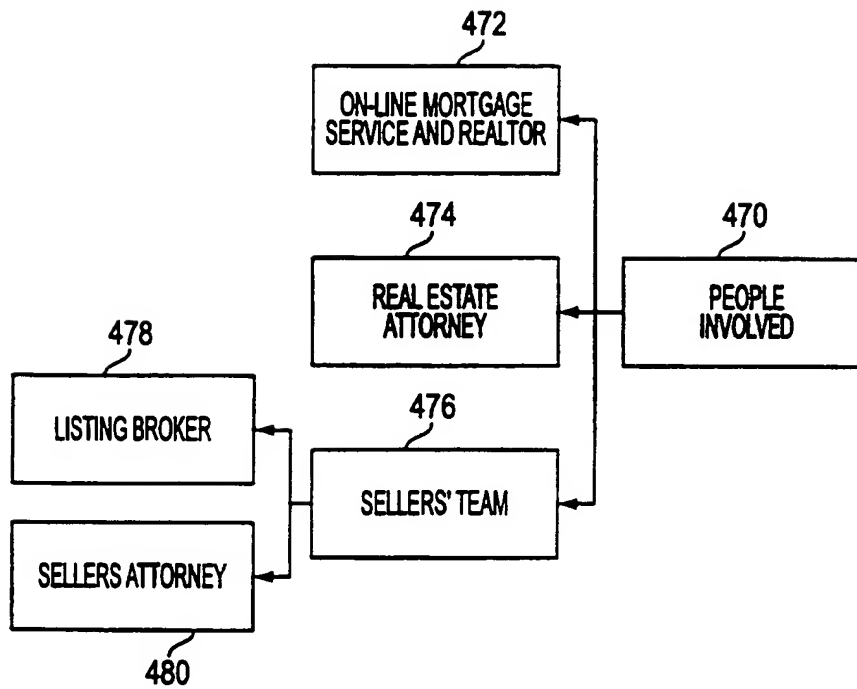 472
ON-LINE MORTGAGE
SERVICE AND REALTOR
474
REAL ESTATE
ATTORNEY
470
PEOPLE
INVOLVED
478
LISTING BROKER
476
SELLERS' TEAM
SELLERS ATTORNEY
480